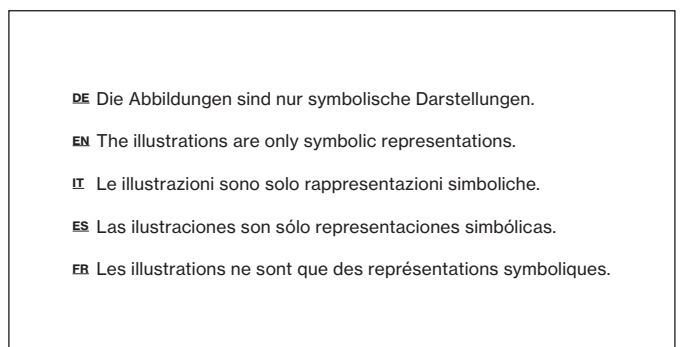 DE Die Abbildungen sind nur symbolische Darstellungen.
EN The illustrations are only symbolic representations.
IT Le illustrazioni sono solo rappresentazioni simboliche.
ES Las ilustraciones son sólo representaciones simbólicas.
FR Les illustrations ne sont que des représentations symboliques.